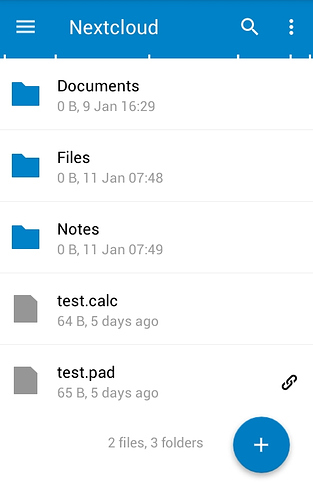 Nextcloud
Documents
0 B, 9 Jan 16:29
Files
0 B, 11 Jan 07:48
Notes
0 B, 11 Jan 07:49
test.calc
64 B, 5 days ago
test.pad
65 B, 5 days ago
2 files, 3 folders